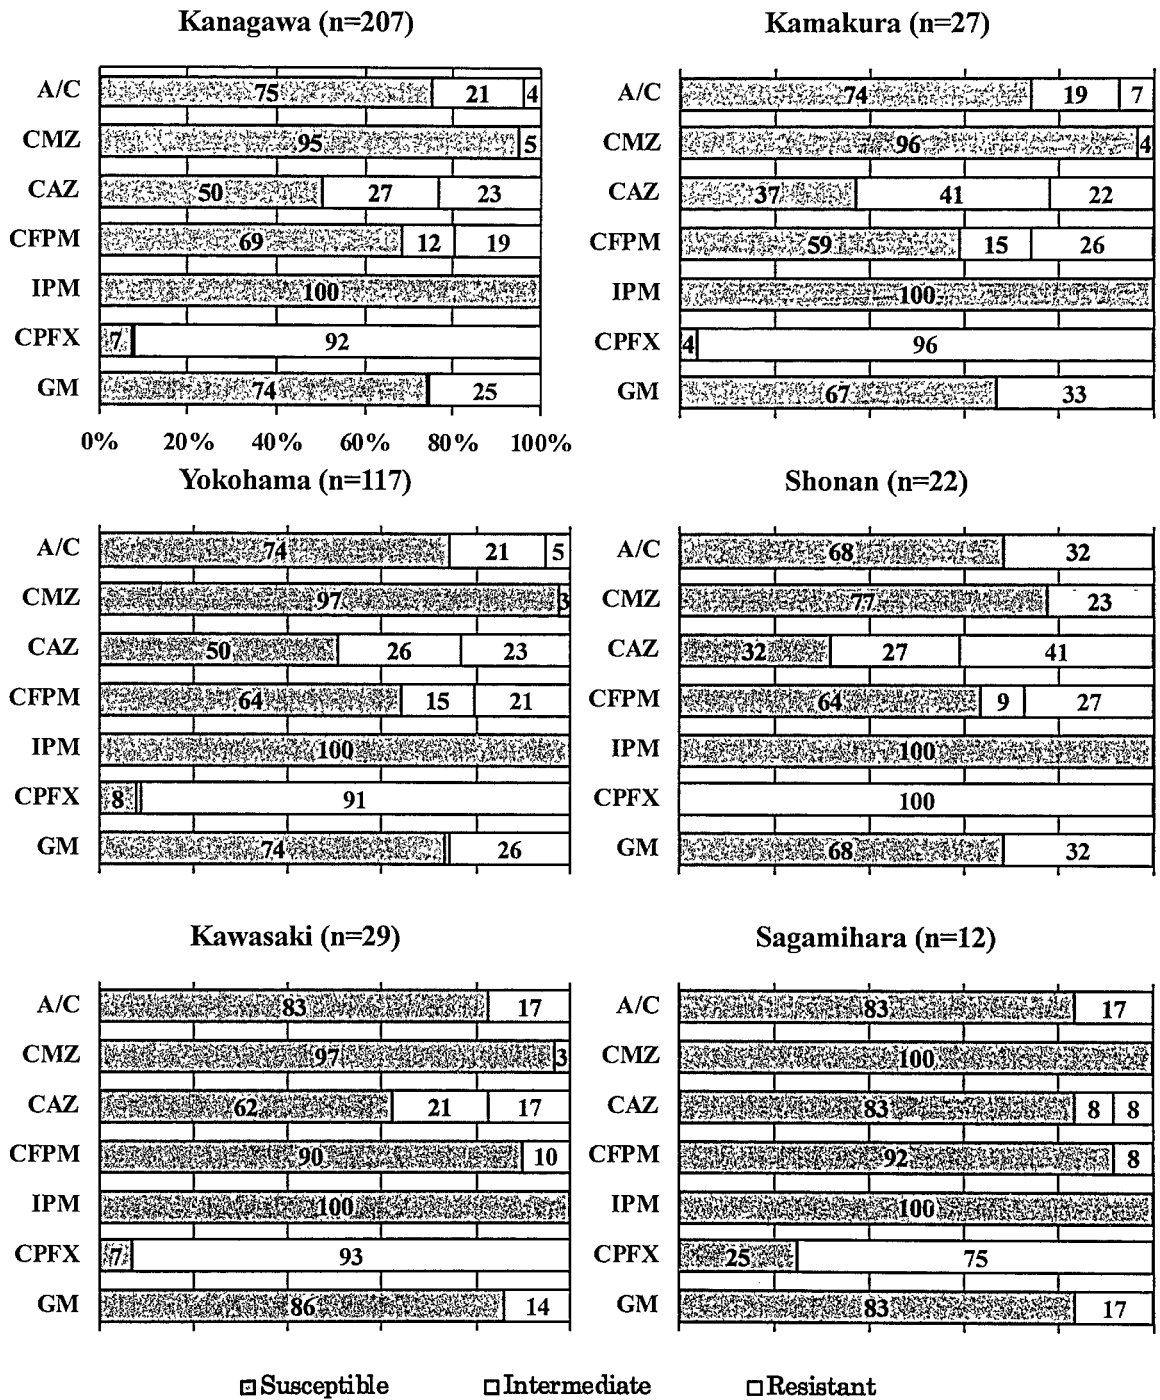 Kanagawa (n=207)
A/C 75 21 4
CMZ 95 5
CAZ 50 27 23
CFPM 69 12 19
IPM 100
CPFX 7 92
GM 74 25
0% 20% 40% 60% 80% 100%
Kamakura (n=27)
A/C 74 19 7
CMZ 96 4
CAZ 37 41 22
CFPM 59 15 26
IPM 100
CPFX 4 96
GM 67 33
Yokohama (n=117)
A/C 74 21 5
CMZ 97 3
CAZ 50 26 23
CFPM 64 15 21
IPM 100
CPFX 8 91
GM 74 26
Shonan (n=22)
A/C 68 32
CMZ 77 23
CAZ 32 27 41
CFPM 64 9 27
IPM 100
CPFX 100
GM 68 32
Kawasaki (n=29)
A/C 83 17
CMZ 97 3
CAZ 62 21 17
CFPM 90 10
IPM 100
CPFX 7 93
GM 86 14
Sagamihara (n=12)
A/C 83 17
CMZ 100
CAZ 83 8 8
CFPM 92 8
IPM 100
CPFX 25 75
GM 83 17
Susceptible Intermediate Resistant